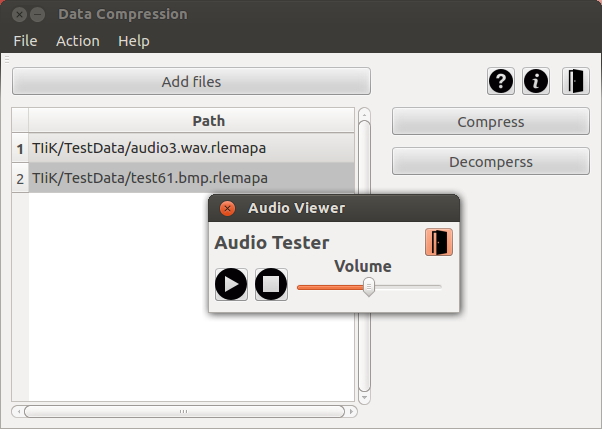 Data Compression
File Action Help
Add files
Path
Compress
1 TIiK/TestData/audio3.wav.rlemapa
Decomperss
2 TIiK/TestData/test61.bmp.rlemapa
Audio Viewer
Audio Tester
Volume